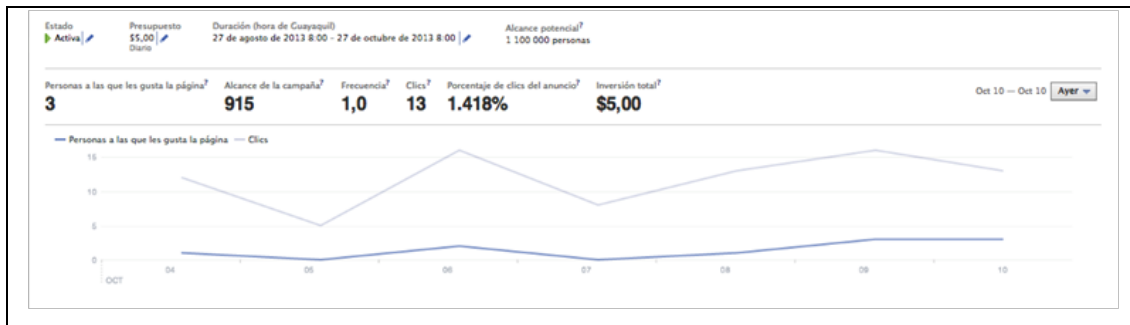 Estado Presupuesto Duración (hora de Guayaquil) Alcance potencial?
Activa $5,00 27 de agosto de 2013 8:00 - 27 de octubre de 2013 8:00 1 100 000 personas
Diario
Personas a las que les gusta la página? Alcance de la campaña? Frecuencia? Clics? Porcentaje de clics del anuncio? Inversión total?
3 915 1,0 13 1.418% $5,00 Oct 10 — Oct 10 Ayer
Personas a las que les gusta la página Clics
15
10
5
0
04 05 06 07 08 09 10
OCT